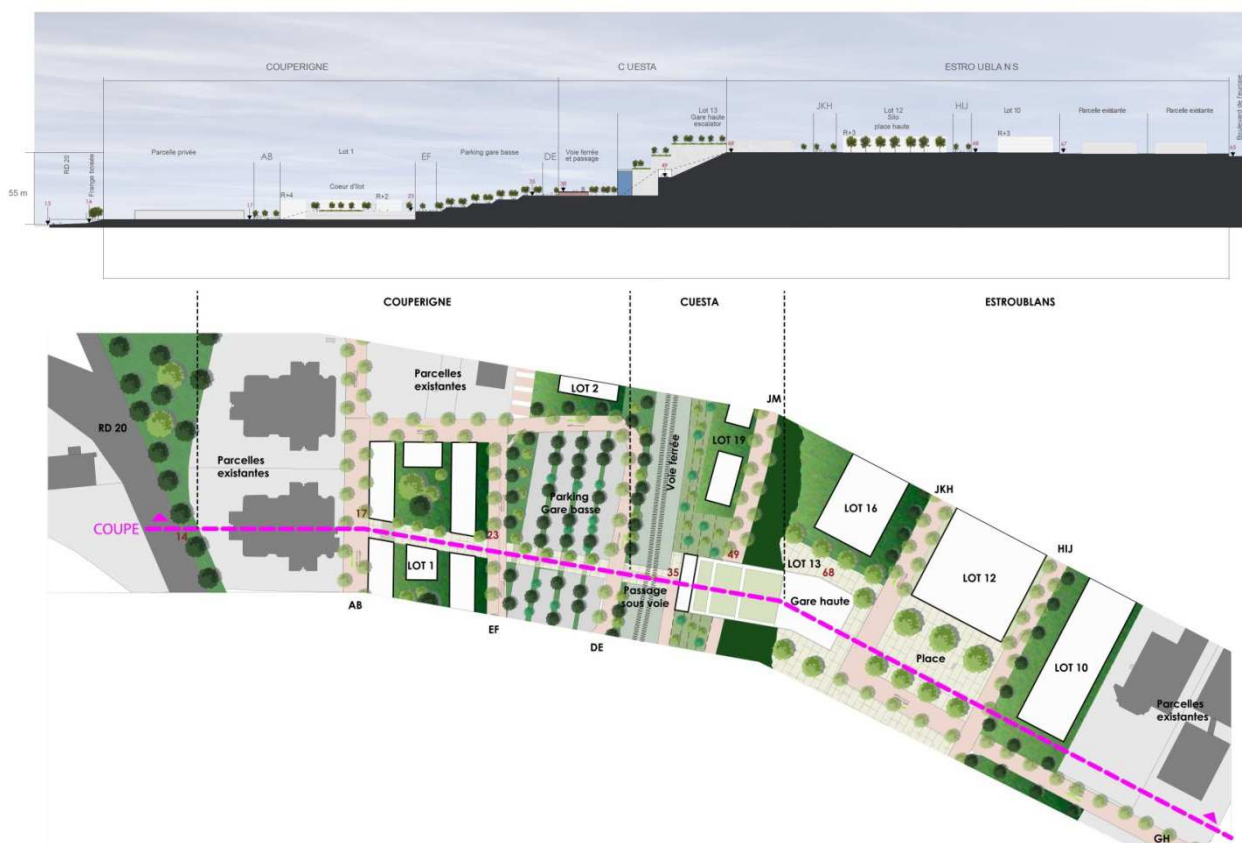 COUPERIGNE
CUESTA
ESTROUBLANS
RD 20
Frange boisée
Parcelle privée
AB
Lot 1
R+4
Coeur d'îlot
R+2
EF
Parking gare basse
DE
Voie ferrée
et passage
Lot 13
Gare haute
escalator
JKH
R+3
Lot 12
Silo
place haute
HIJ
Lot 10
R+3
Parcelle existante
Parcelle existante
55 m
14
17
49
67
COUPERIGNE
CUESTA
ESTROUBLANS
RD 20
Parcelles
existantes
Parcelles
existantes
LOT 2
Voie ferrée
LOT 19
JM
LOT 16
JKH
LOT 12
HIJ
COUPE
14
17
23
Parking
Gare basse
35
49
LOT 13
68
Gare haute
Passage
sous voie
LOT 1
Place
LOT 10
Parcelles
existantes
AB
EF
DE
GH